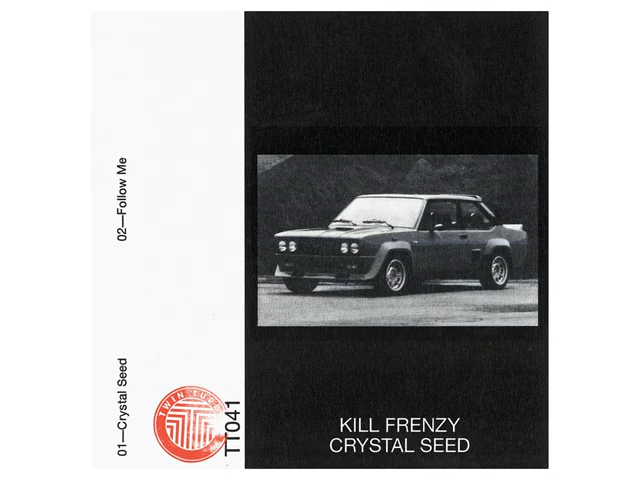 01—Crystal Seed
02—Follow Me
TWIN TURBO
TT041
KILL FRENZY
CRYSTAL SEED